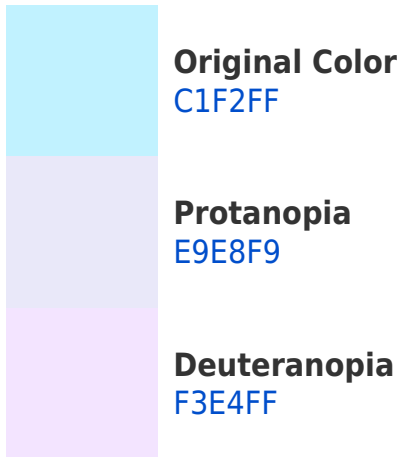 Original Color
C1F2FF
Protanopia
E9E8F9
Deuteranopia
F3E4FF